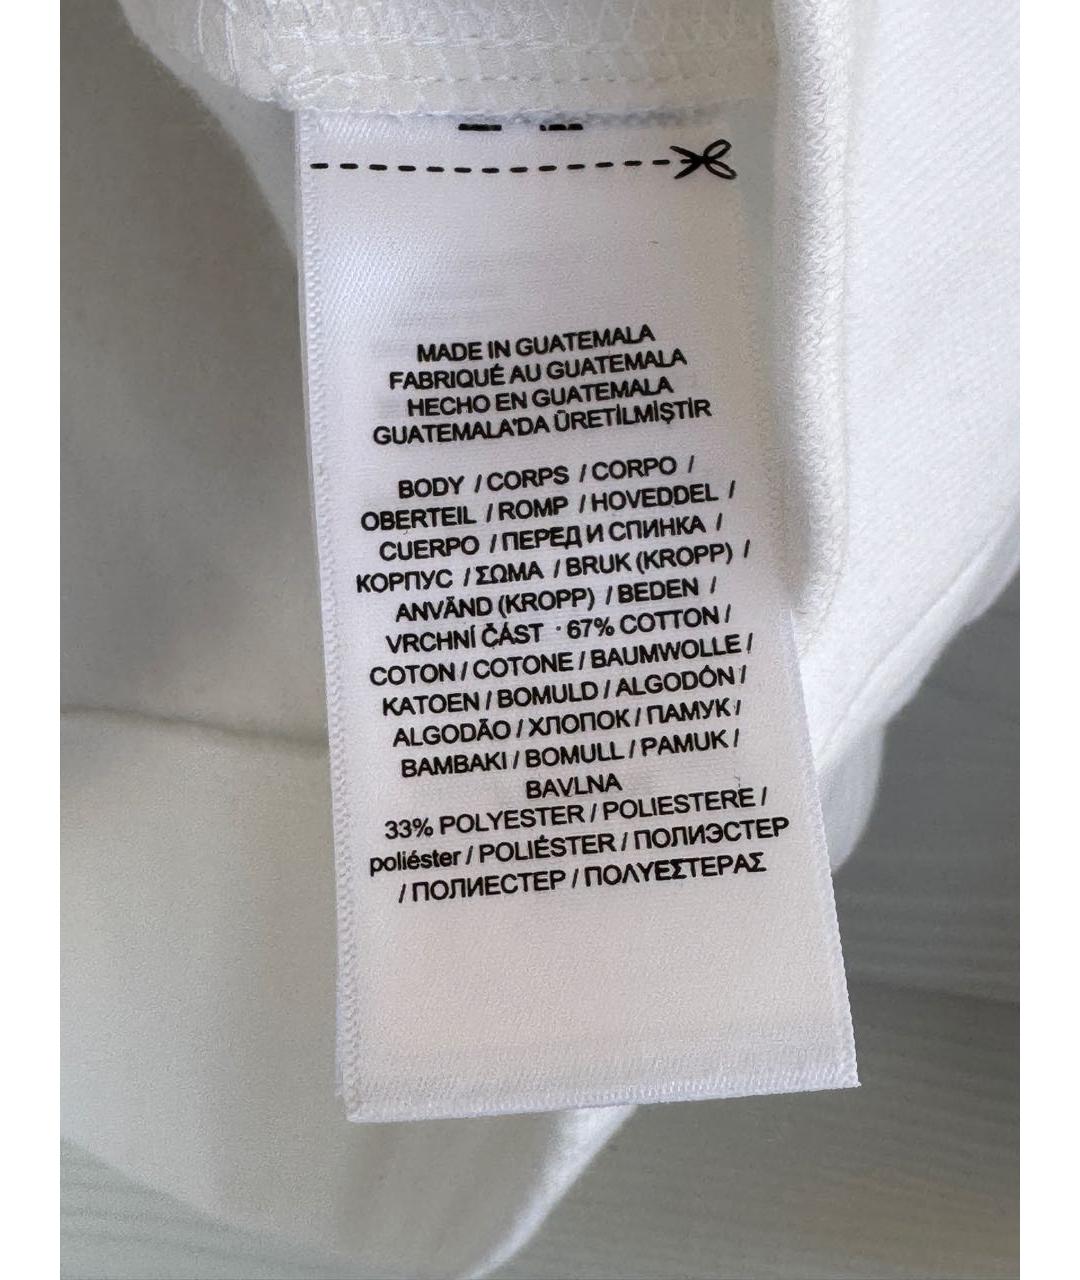 MADE IN GUATEMALA
FABRIQUÉ AU GUATEMALA
HECHO EN GUATEMALA
GUATEMALA'DA ÜRETİLMİŞTİR
BODY / CORPS / CORPO /
OBERTEIL / ROMP / HOVEDDEL /
CUERPO / ПЕРЕД И СПИНКА /
КОРПУС / ΣΩΜΑ / BRUK (KROPP) /
ANVÄND (KROPP) / BEDEN /
VRCHNÍ ČÁST · 67% COTTON /
COTON / COTONE / BAUMWOLLE /
KATOEN / BOMULD / ALGODÓN /
ALGODÃO / ХЛОПОК / ПАМУК /
BAMBAKI / BOMULL / PAMUK /
BAVLNA
33% POLYESTER / POLIESTERE /
poliéster / POLIÉSTER / ПОЛИЭСТЕР
/ ПОЛИЕСТЕР / ΠΟΛΥΕΣΤΕΡΑΣ